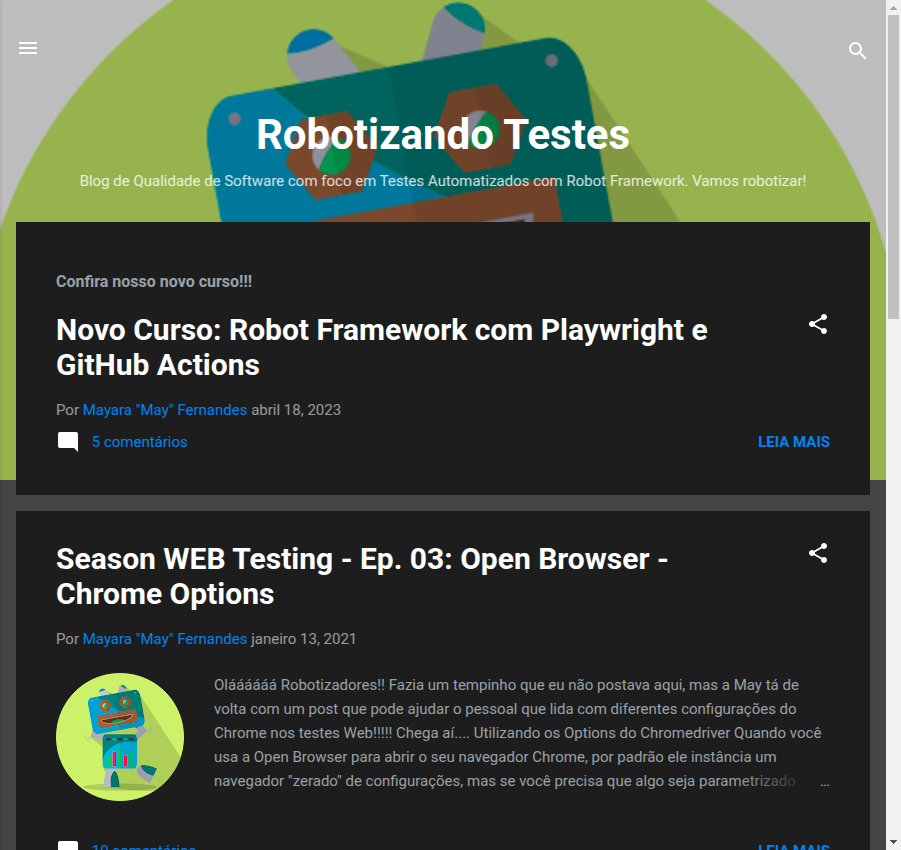 Robotizando Testes
Blog de Qualidade de Software com foco em Testes Automatizados com Robot Framework. Vamos robotizar!
Confira nosso novo curso!!!
Novo Curso: Robot Framework com Playwright e
GitHub Actions
Por Mayara "May" Fernandes abril 18, 2023
5 comentários
LEIA MAIS
Season WEB Testing - Ep. 03: Open Browser -
Chrome Options
Por Mayara "May" Fernandes janeiro 13, 2021
Oláááááá Robotizadores!! Fazia um tempinho que eu não postava aqui, mas a May tá de
volta com um post que pode ajudar o pessoal que lida com diferentes configurações do
Chrome nos testes Web!!!!! Chega aí.... Utilizando os Options do Chromedriver Quando você
usa a Open Browser para abrir o seu navegador Chrome, por padrão ele instância um
navegador "zerado" de configurações, mas se você precisa que algo seja parametrizado ...
10 comentários
LEIA MAIS